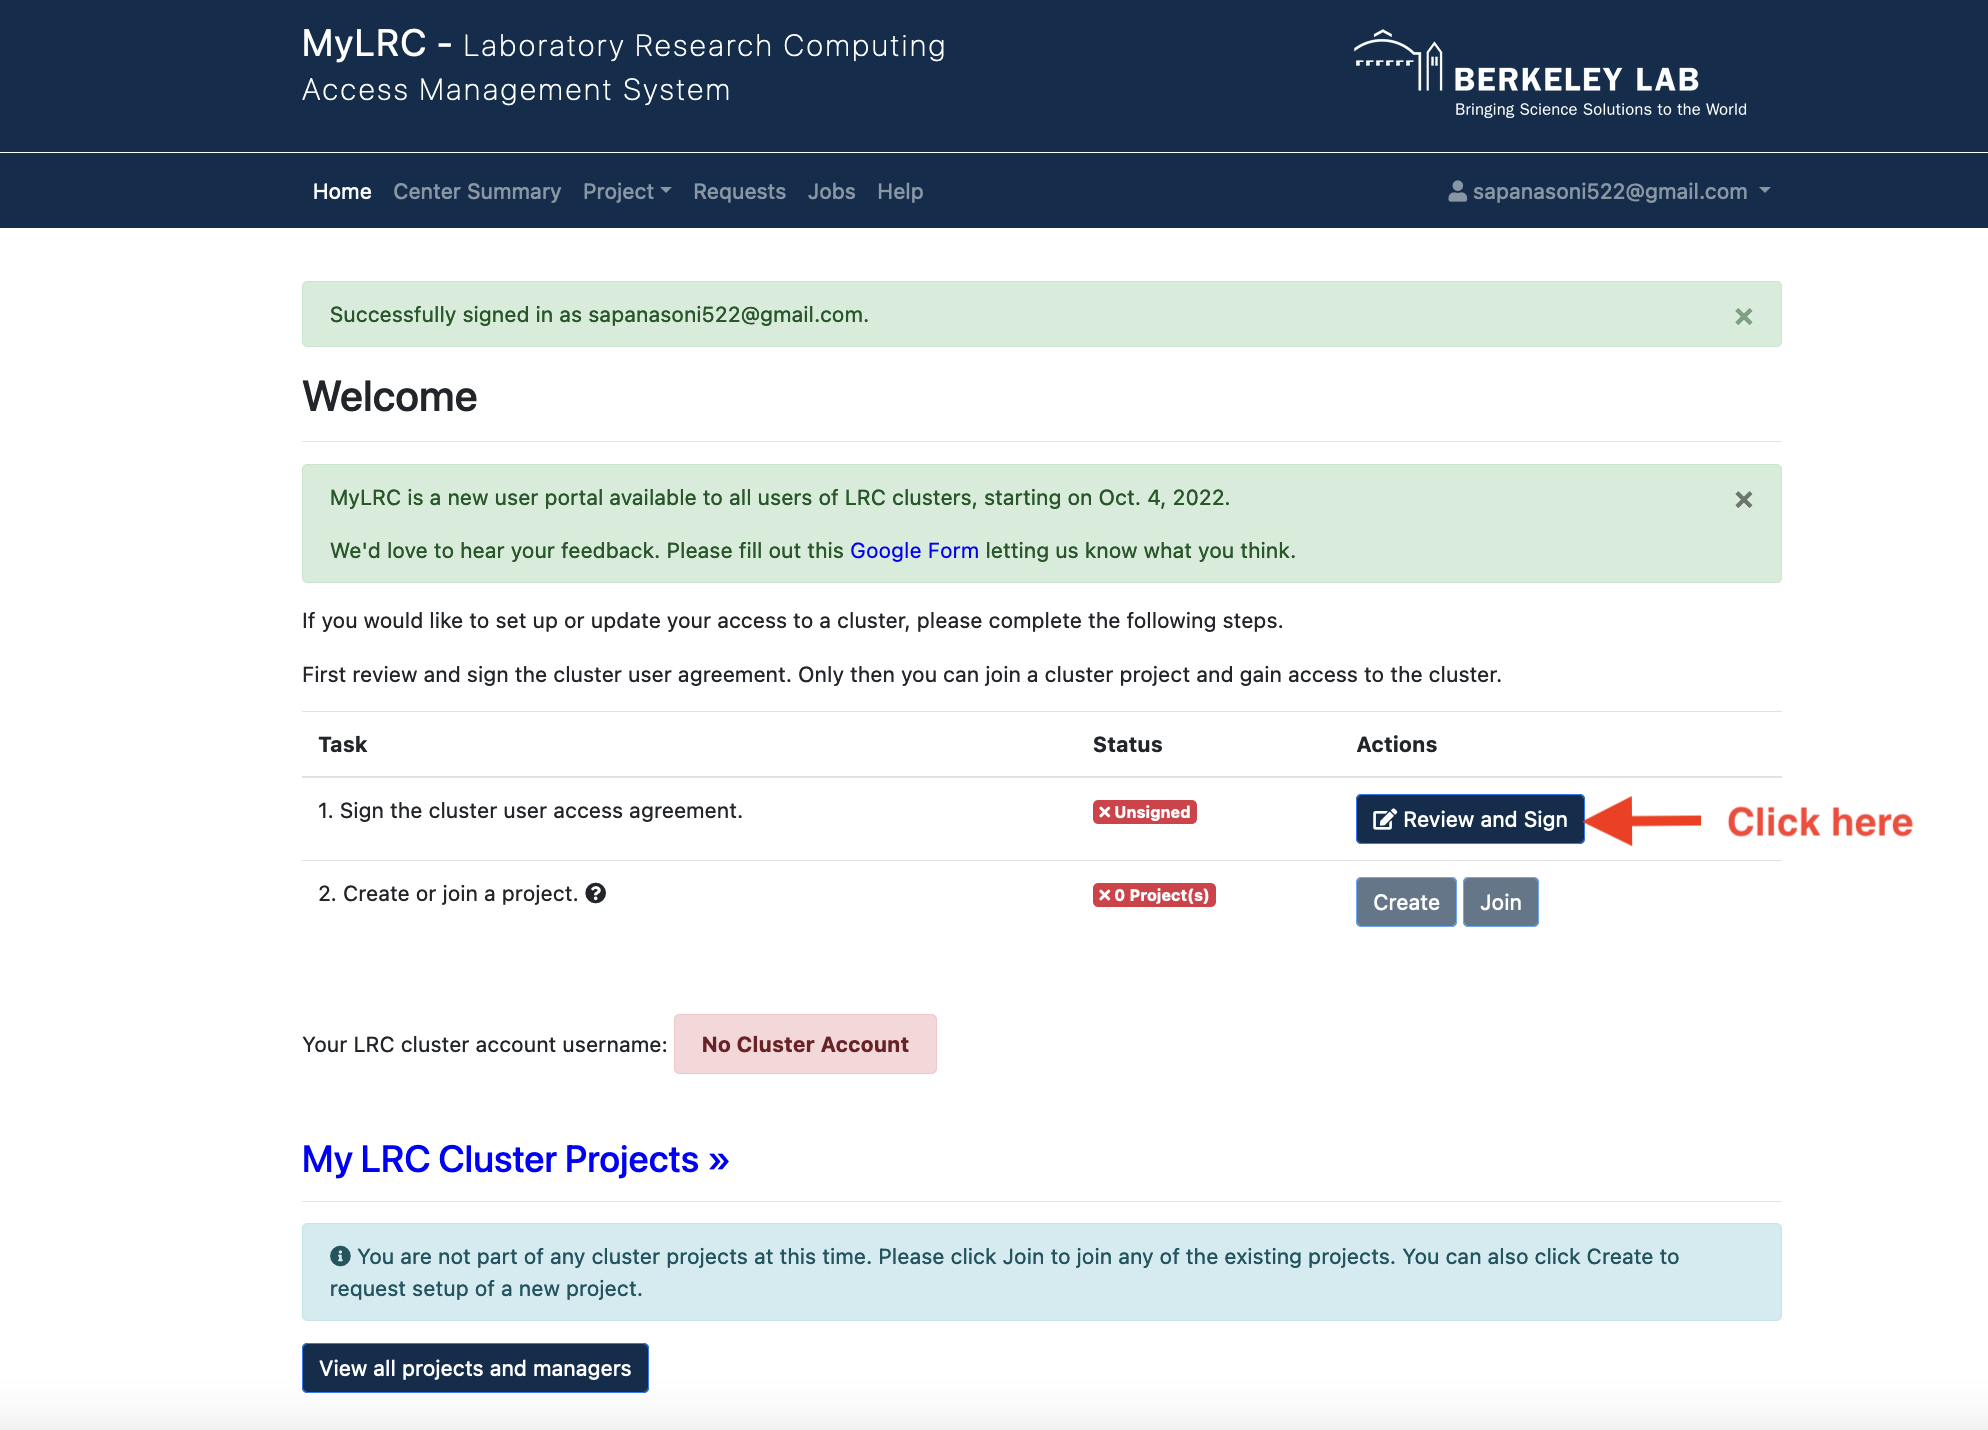 MyLRC - Laboratory Research Computing
Access Management System
BERKELEY LAB
Bringing Science Solutions to the World
Home Center Summary Project Requests Jobs Help sapanasoni522@gmail.com
Successfully signed in as sapanasoni522@gmail.com. ×
Welcome
MyLRC is a new user portal available to all users of LRC clusters, starting on Oct. 4, 2022. ×
We'd love to hear your feedback. Please fill out this Google Form letting us know what you think.
If you would like to set up or update your access to a cluster, please complete the following steps.
First review and sign the cluster user agreement. Only then you can join a cluster project and gain access to the cluster.
Task Status Actions
1. Sign the cluster user access agreement. Unsigned Review and Sign Click here
2. Create or join a project. 0 Project(s) Create Join
Your LRC cluster account username: No Cluster Account
My LRC Cluster Projects »
You are not part of any cluster projects at this time. Please click Join to join any of the existing projects. You can also click Create to
request setup of a new project.
View all projects and managers